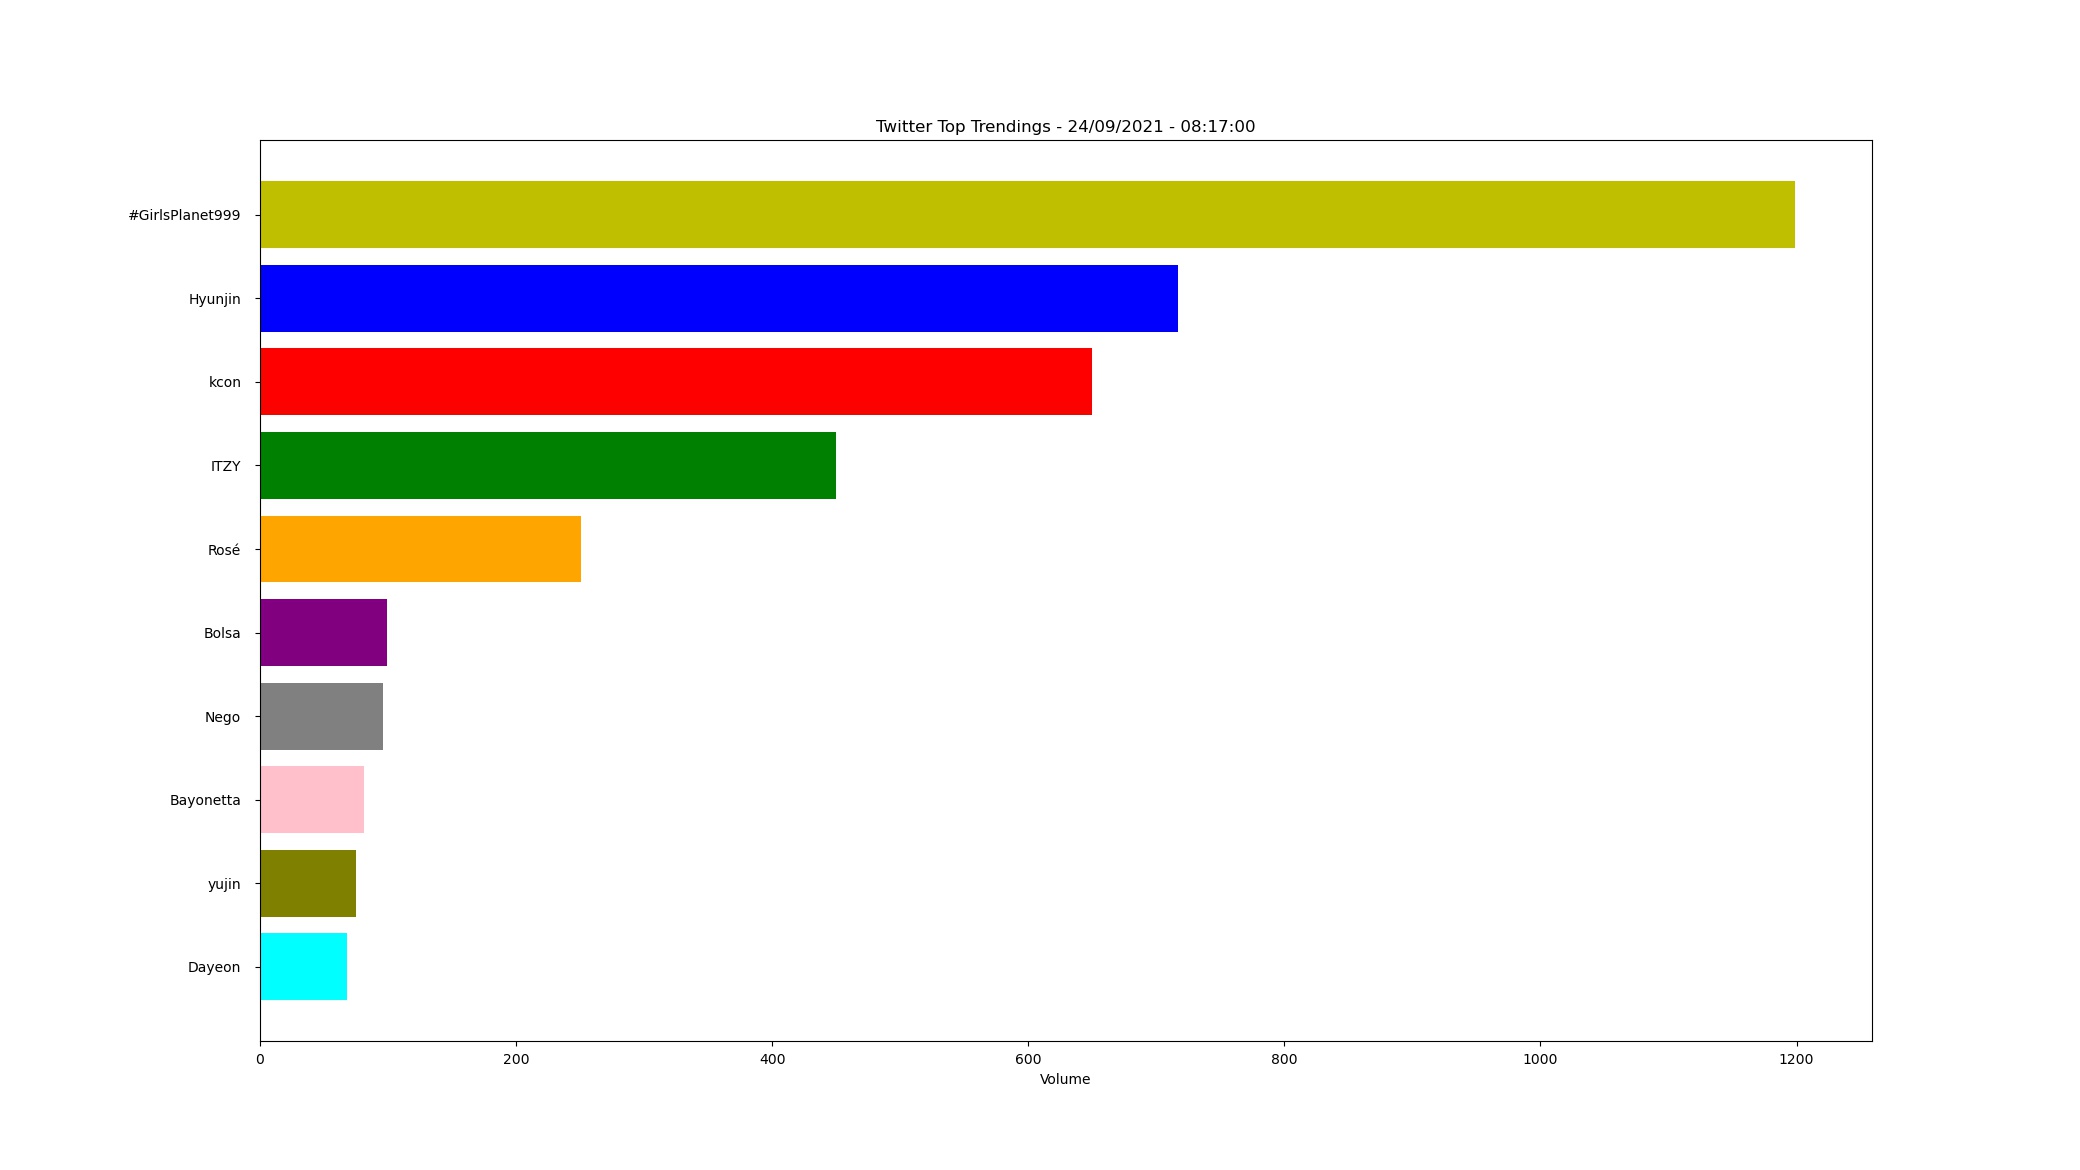 Twitter Top Trendings - 24/09/2021 - 08:17:00
#GirlsPlanet999
Hyunjin
kcon
ITZY
Rosé
Bolsa
Nego
Bayonetta
yujin
Dayeon
0 200 400 600 800 1000 1200
Volume